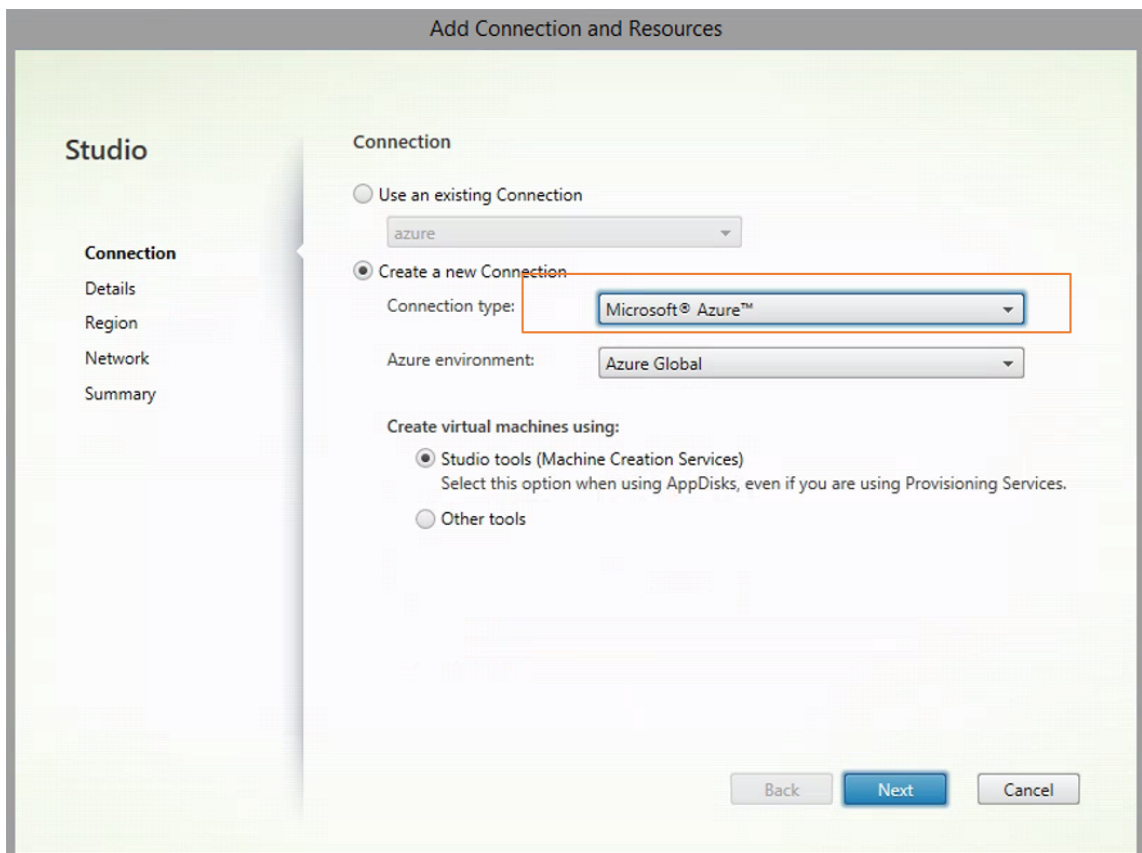 Add Connection and Resources
Studio
Connection
Details
Region
Network
Summary
Connection
Use an existing Connection
azure
Create a new Connection
Connection type:
Microsoft® Azure™
Azure environment:
Azure Global
Create virtual machines using:
Studio tools (Machine Creation Services)
Select this option when using AppDisks, even if you are using Provisioning Services.
Other tools
Back
Next
Cancel